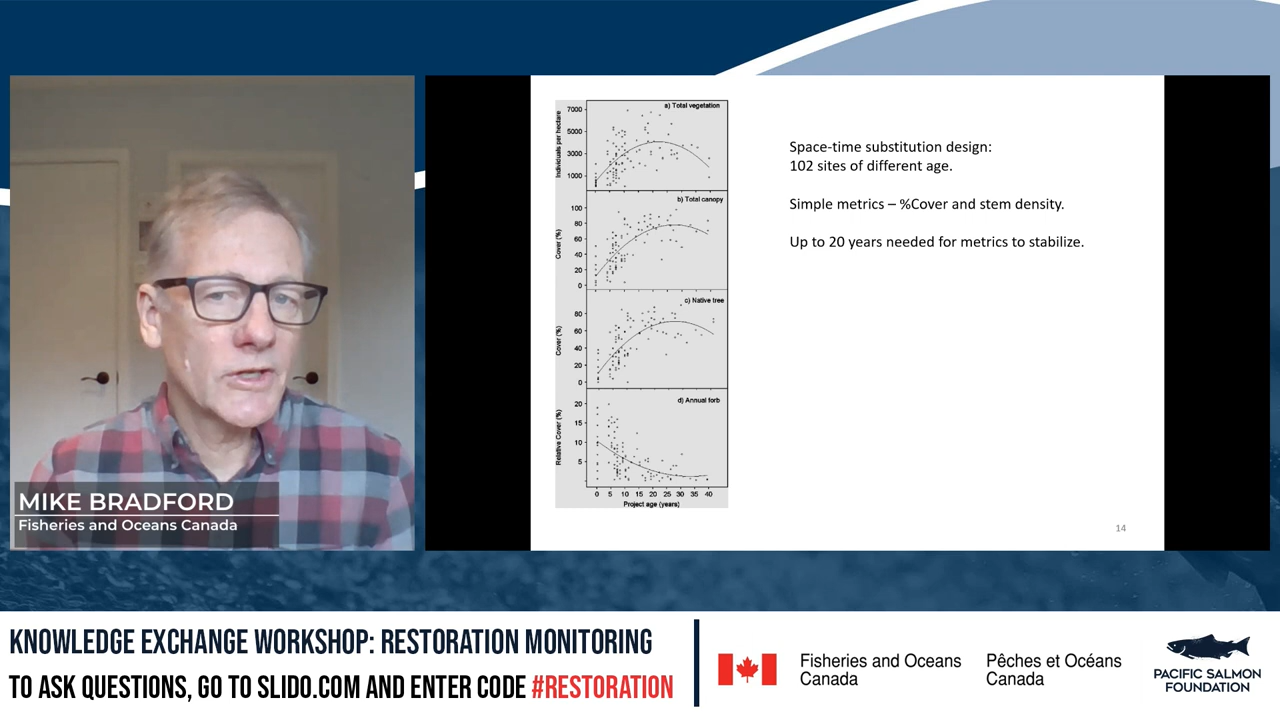 a) Total vegetation
Individuals per hectare
7000
5000
3000
1000
b) Total canopy
Cover (%)
100
80
60
40
20
0
c) Native tree
Cover (%)
80
60
40
20
0
d) Annual forb
Relative Cover (%)
20
15
10
5
0 5 10 15 20 25 30 35 40
Project age (years)
Space-time substitution design:
102 sites of different age.
Simple metrics – %Cover and stem density.
Up to 20 years needed for metrics to stabilize.
14
MIKE BRADFORD
Fisheries and Oceans Canada
KNOWLEDGE EXCHANGE WORKSHOP: RESTORATION MONITORING
TO ASK QUESTIONS, GO TO SLIDO.COM AND ENTER CODE #RESTORATION
Fisheries and Oceans
Canada
Pêches et Océans
Canada
PACIFIC SALMON
FOUNDATION